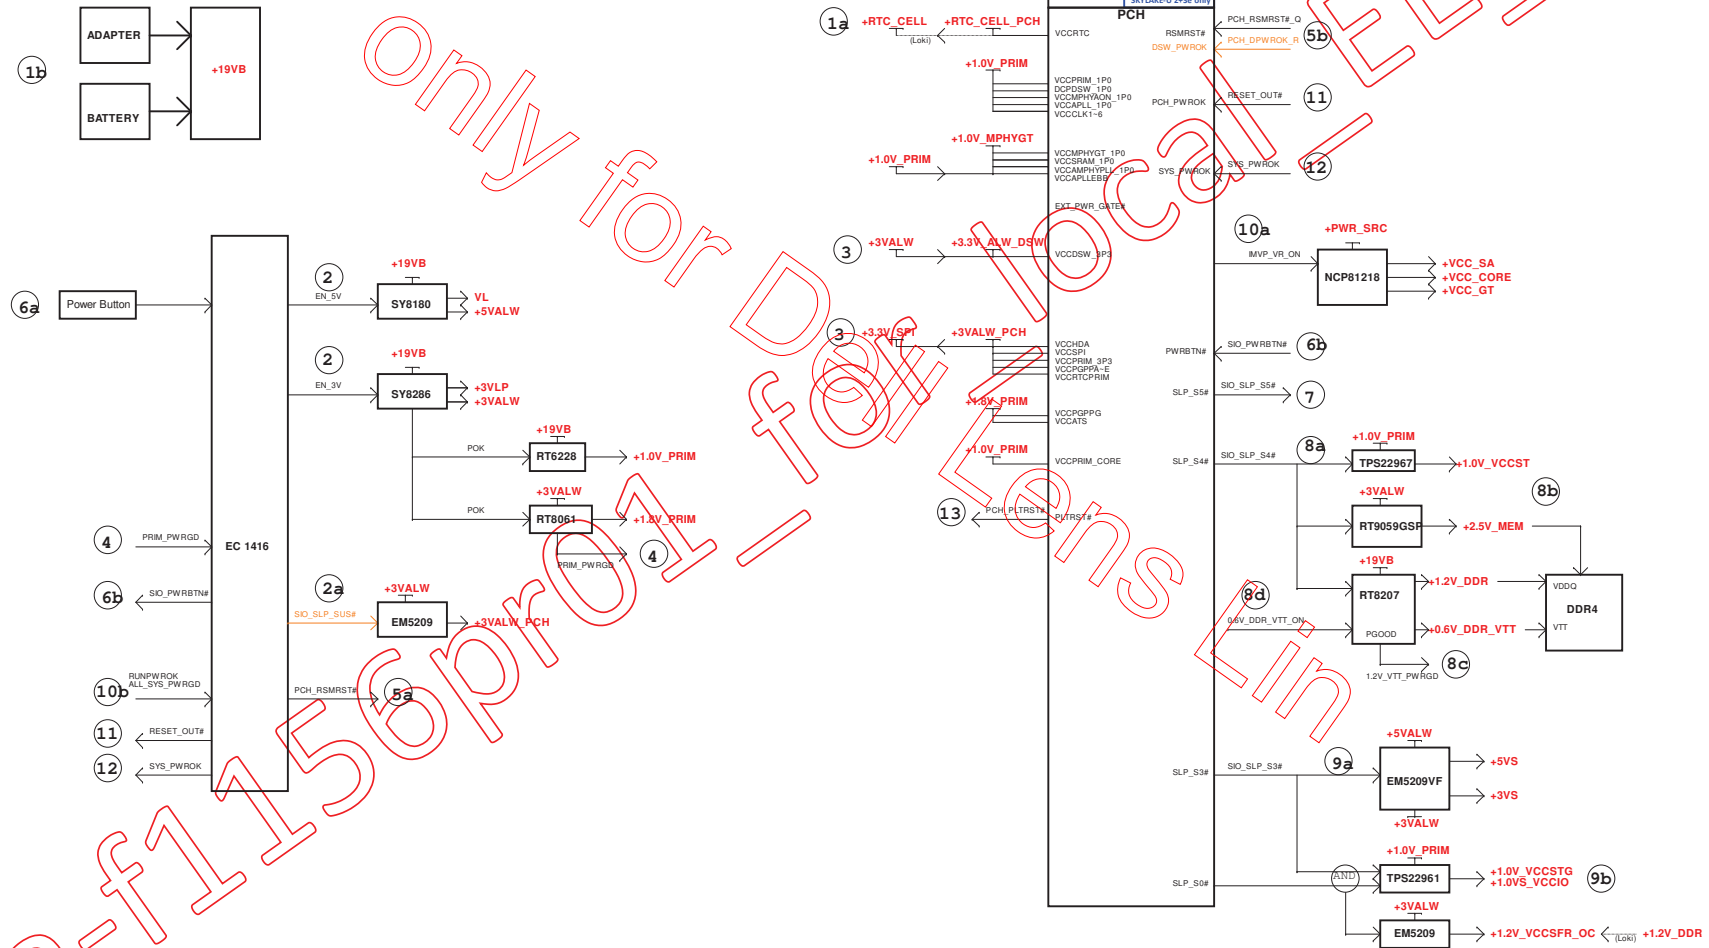 ADAPTER
+19VB
BATTERY
1b
6a
Power Button
EC 1416
2
EN_5V
+19VB
SY8180
VL
+5VALW
2
EN_3V
+19VB
SY8286
+3VLP
+3VALW
POK
+19VB
RT6228
+1.0V_PRIM
POK
+3VALW
RT8061
+1.8V_PRIM
PRIM_PWRGD
4
4
PRIM_PWRGD
6b
SIO_PWRBTN#
2a
SIO_SLP_SUS#
+3VALW
EM5209
+3VALW_PCH
10b
RUNPWROK
ALL_SYS_PWRGD
PCH_RSMRST#
5a
11
RESET_OUT#
12
SYS_PWROK
SKYLAKE-U 2+3e only
PCH
1a
+RTC_CELL
(Loki)
+RTC_CELL_PCH
VCCRTC
+1.0V_PRIM
VCCPRIM_1P0
DCPDSW_1P0
VCCMPHYAON_1P0
VCCAPLL_1P0
VCCCLK1~6
+1.0V_PRIM
+1.0V_MPHYGT
VCCMPHYGT_1P0
VCCSRAM_1P0
VCCAMPHYPLL_1P0
VCCAPLLEBB
EXT_PWR_GATE#
3
+3VALW
+3.3V_ALW_DSW
VCCDSW_3P3
3
+3.3V_SPI
+3VALW_PCH
VCCHDA
VCCSPI
VCCPRIM_3P3
VCCPGPPA~E
VCCRTCPRIM
+1.8V_PRIM
VCCPGPPG
VCCATS
+1.0V_PRIM
VCCPRIM_CORE
13
PCH_PLTRST#
PLTRST#
RSMRST#
PCH_RSMRST#_Q
DSW_PWROK
PCH_DPWROK_R
5b
PCH_PWROK
RESET_OUT#
11
SYS_PWROK
SYS_PWROK
12
10a
IMVP_VR_ON
+PWR_SRC
NCP81218
+VCC_SA
+VCC_CORE
+VCC_GT
PWRBTN#
SIO_PWRBTN#
6b
SLP_S5#
SIO_SLP_S5#
7
SLP_S4#
SIO_SLP_S4#
8a
+1.0V_PRIM
TPS22967
+1.0V_VCCST
8b
+3VALW
RT9059GSP
+2.5V_MEM
+19VB
RT8207
PGOOD
+1.2V_DDR
+0.6V_DDR_VTT
VDDQ
DDR4
VTT
8d
0.6V_DDR_VTT_ON
8c
1.2V_VTT_PWRGD
SLP_S3#
SIO_SLP_S3#
9a
+5VALW
EM5209VF
+5VS
+3VS
+3VALW
SLP_S0#
AND
+1.0V_PRIM
TPS22961
+1.0V_VCCSTG
+1.0VS_VCCIO
9b
+3VALW
EM5209
+1.2V_VCCSFR_OC
(Loki)
+1.2V_DDR